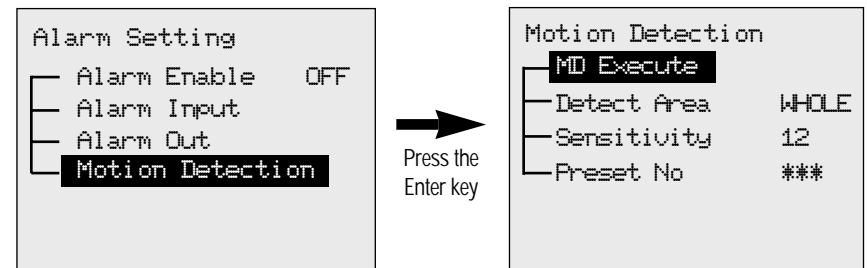 Alarm Setting
Alarm Enable OFF
Alarm Input
Alarm Out
Motion Detection
Press the
Enter key
Motion Detection
MD Execute
Detect Area WHOLE
Sensitivity 12
Preset No ***